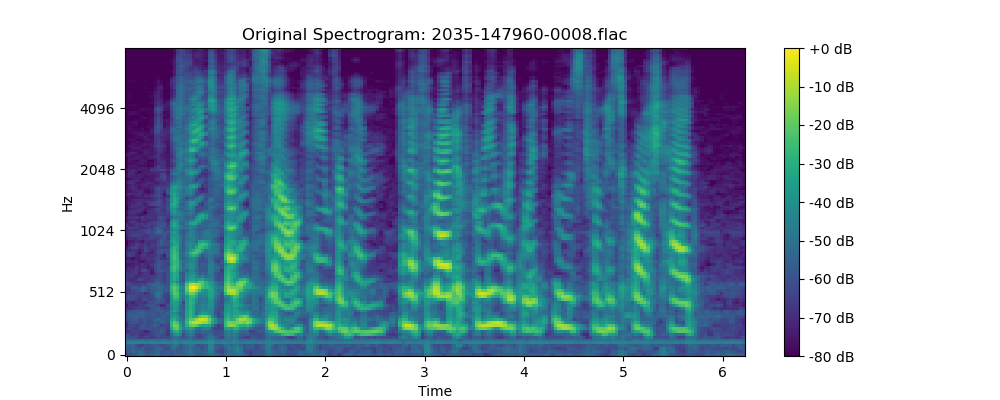 Original Spectrogram: 2035-147960-0008.flac
Hz
4096
2048
1024
512
0
0 1 2 3 4 5 6
Time
+0 dB
-10 dB
-20 dB
-30 dB
-40 dB
-50 dB
-60 dB
-70 dB
-80 dB